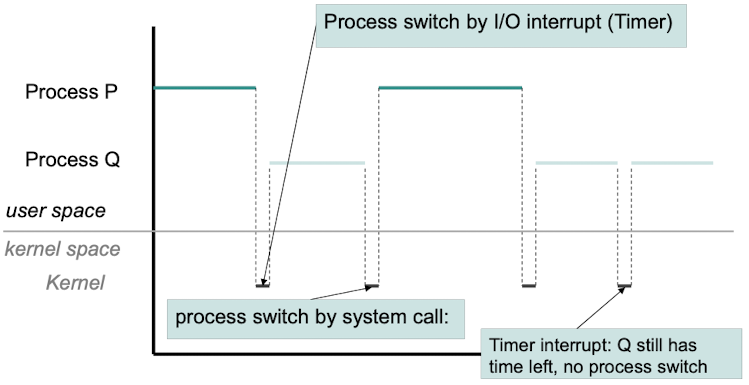 Process switch by I/O interrupt (Timer)
Process P
Process Q
user space
kernel space
Kernel
process switch by system call:
Timer interrupt: Q still has
time left, no process switch